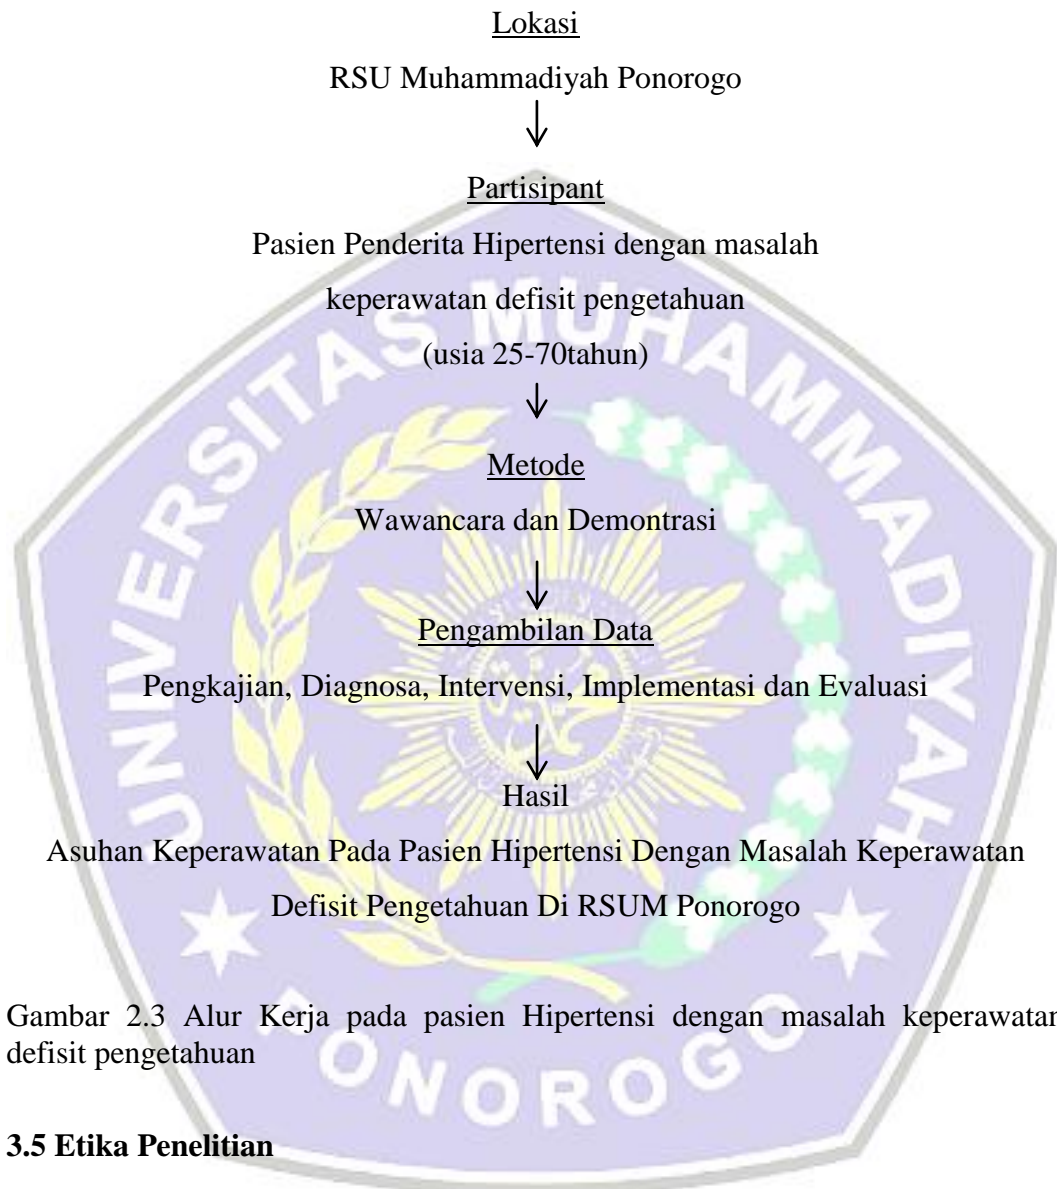 Lokasi
RSU Muhammadiyah Ponorogo
Partisipant
Pasien Penderita Hipertensi dengan masalah
keperawatan defisit pengetahuan
(usia 25-70tahun)
Metode
Wawancara dan Demontrasi
Pengambilan Data
Pengkajian, Diagnosa, Intervensi, Implementasi dan Evaluasi
Hasil
Asuhan Keperawatan Pada Pasien Hipertensi Dengan Masalah Keperawatan
Defisit Pengetahuan Di RSUM Ponorogo
Gambar 2.3 Alur Kerja pada pasien Hipertensi dengan masalah keperawatan
defisit pengetahuan
3.5 Etika Penelitian
UNIVERSITAS MUHAMMADIYAH
PONOROGO